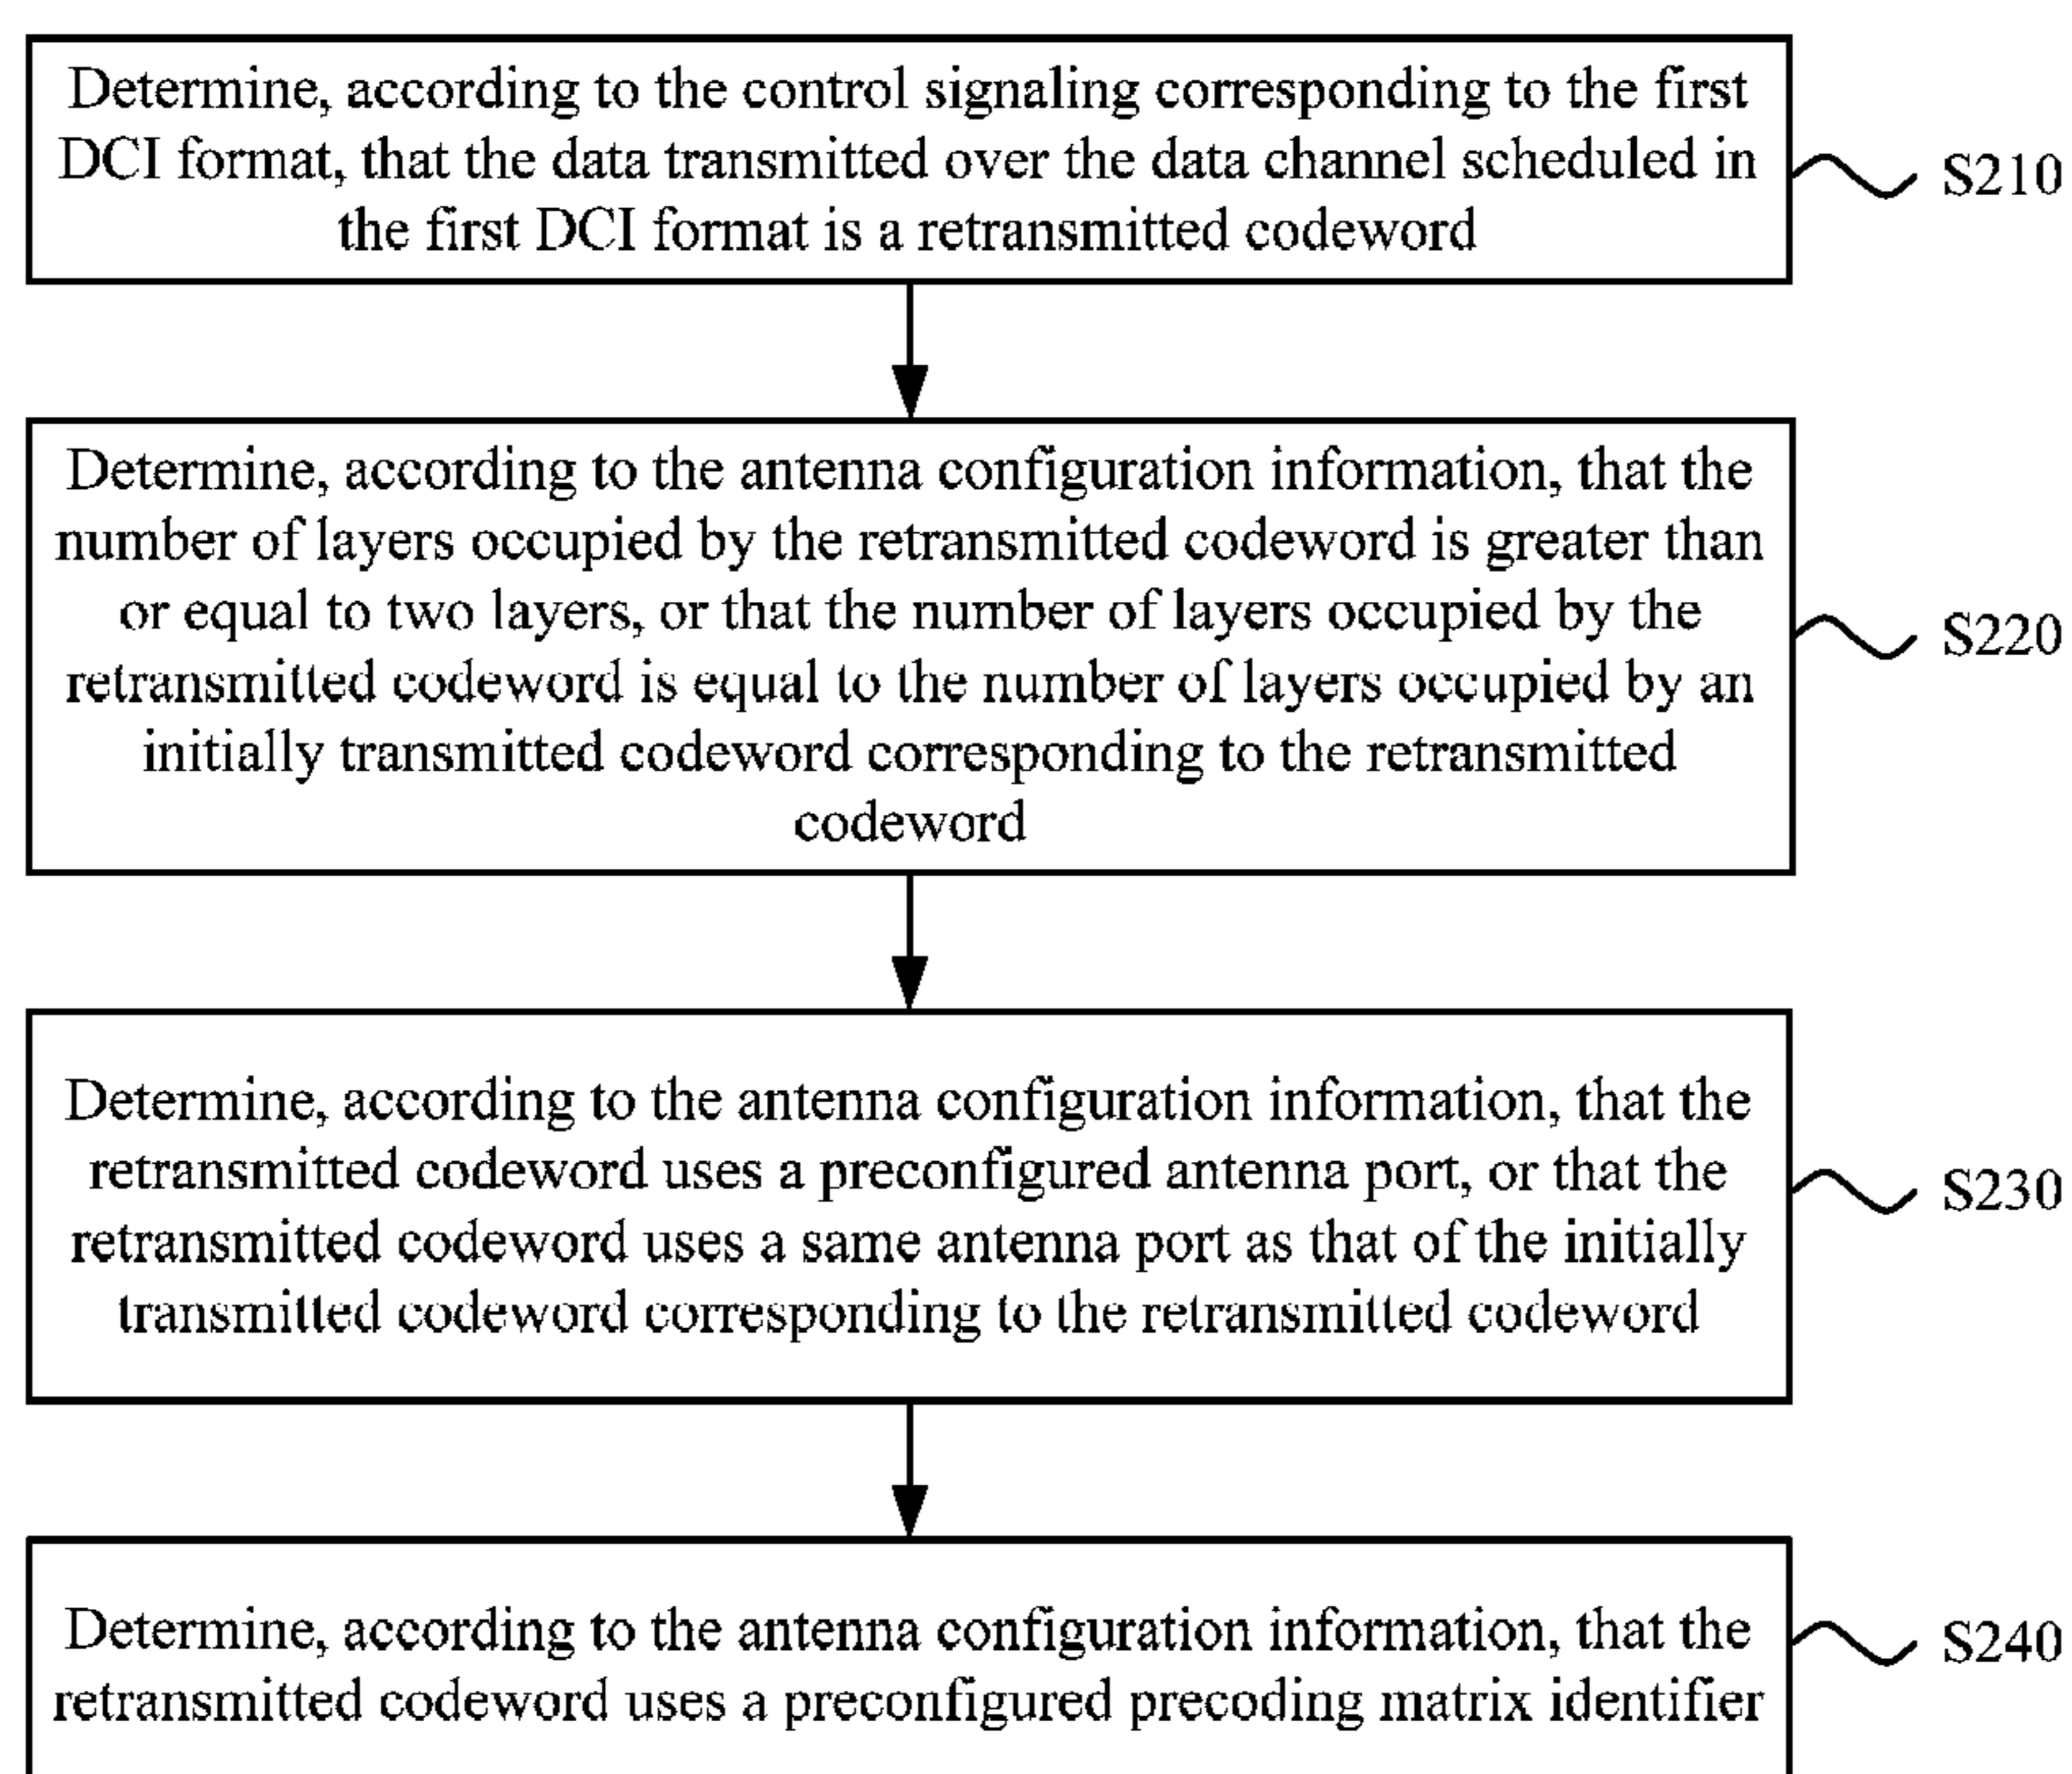 Determine, according to the control signaling corresponding to the first
DCI format, that the data transmitted over the data channel scheduled in
the first DCI format is a retransmitted codeword
S210
Determine, according to the antenna configuration information, that the
number of layers occupied by the retransmitted codeword is greater than
or equal to two layers, or that the number of layers occupied by the
retransmitted codeword is equal to the number of layers occupied by an
initially transmitted codeword corresponding to the retransmitted
codeword
S220
Determine, according to the antenna configuration information, that the
retransmitted codeword uses a preconfigured antenna port, or that the
retransmitted codeword uses a same antenna port as that of the initially
transmitted codeword corresponding to the retransmitted codeword
S230
Determine, according to the antenna configuration information, that the
retransmitted codeword uses a preconfigured precoding matrix identifier
S240